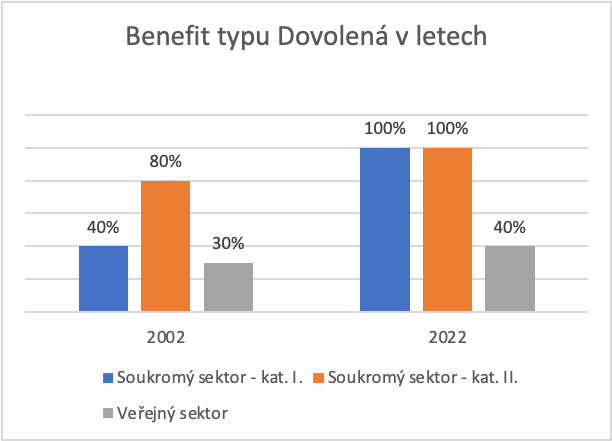 Benefit typu Dovolená v letech
100% 100%
80%
40%
30%
40%
2002 2022
Soukromý sektor - kat. I. Soukromý sektor - kat. II.
Veřejný sektor